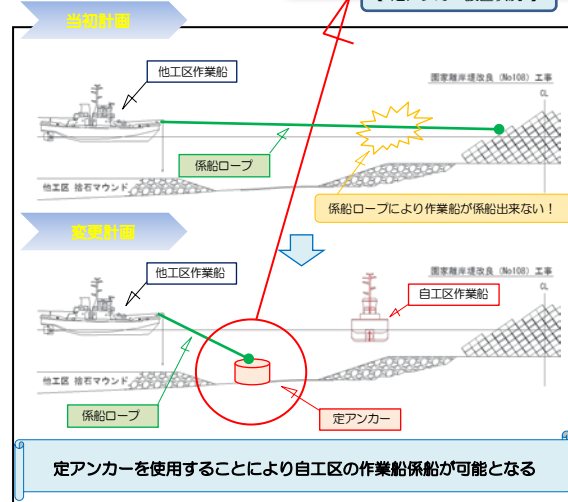 当初計画
他工区作業船
国家離岸堤改良(No108)工事
CL
係船ロープ
他工区 捨石マウンド
係船ロープにより作業船が係船出来ない！
変更計画
他工区作業船
国家離岸堤改良(No108)工事
自工区作業船
CL
他工区 捨石マウンド
係船ロープ
定アンカー
定アンカーを使用することにより自工区の作業船係船が可能となる